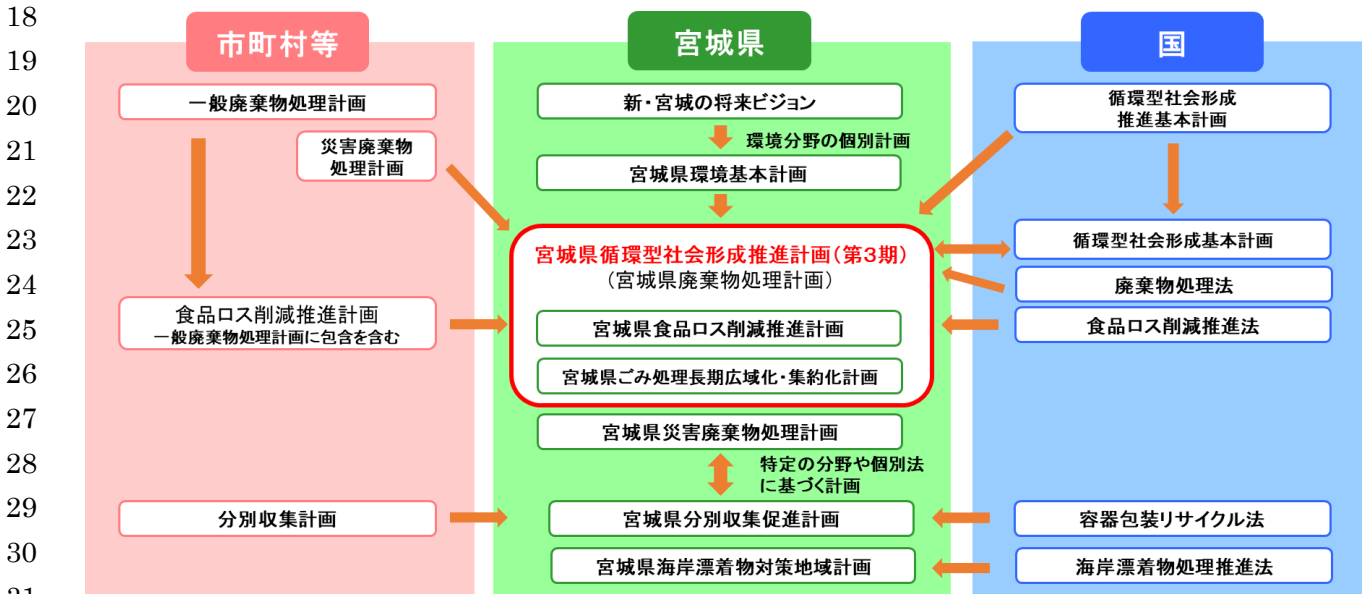 18
19
20
21
22
23
24
25
26
27
28
29
30
市町村等
一般廃棄物処理計画
災害廃棄物
処理計画
食品ロス削減推進計画
一般廃棄物処理計画に包含を含む
分別収集計画
宮城県
新・宮城の将来ビジョン
環境分野の個別計画
宮城県環境基本計画
宮城県循環型社会形成推進計画(第3期)
(宮城県廃棄物処理計画)
宮城県食品ロス削減推進計画
宮城県ごみ処理長期広域化・集約化計画
宮城県災害廃棄物処理計画
特定の分野や個別法
に基づく計画
宮城県分別収集促進計画
宮城県海岸漂着物対策地域計画
国
循環型社会形成
推進基本計画
循環型社会形成基本計画
廃棄物処理法
食品ロス削減推進法
容器包装リサイクル法
海岸漂着物処理推進法